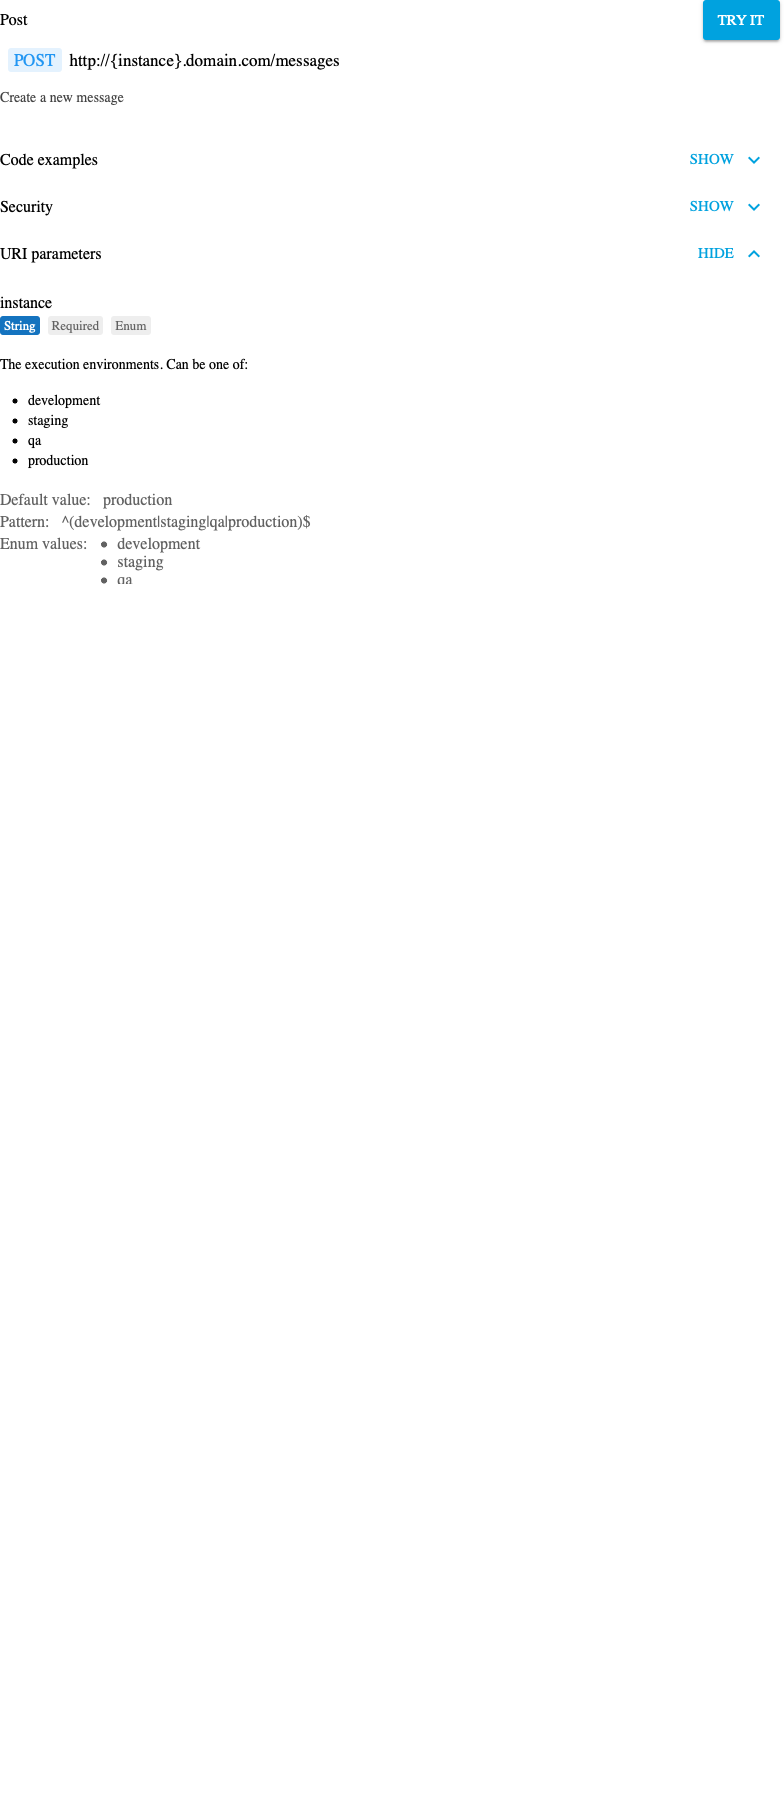 Post
TRY IT
POST http://{instance}.domain.com/messages
Create a new message
Code examples SHOW
Security SHOW
URI parameters HIDE
instance
String Required Enum
The execution environments. Can be one of:
• development
• staging
• qa
• production
Default value: production
Pattern: ^(development|staging|qa|production)$
Enum values: • development
• staging
• qa